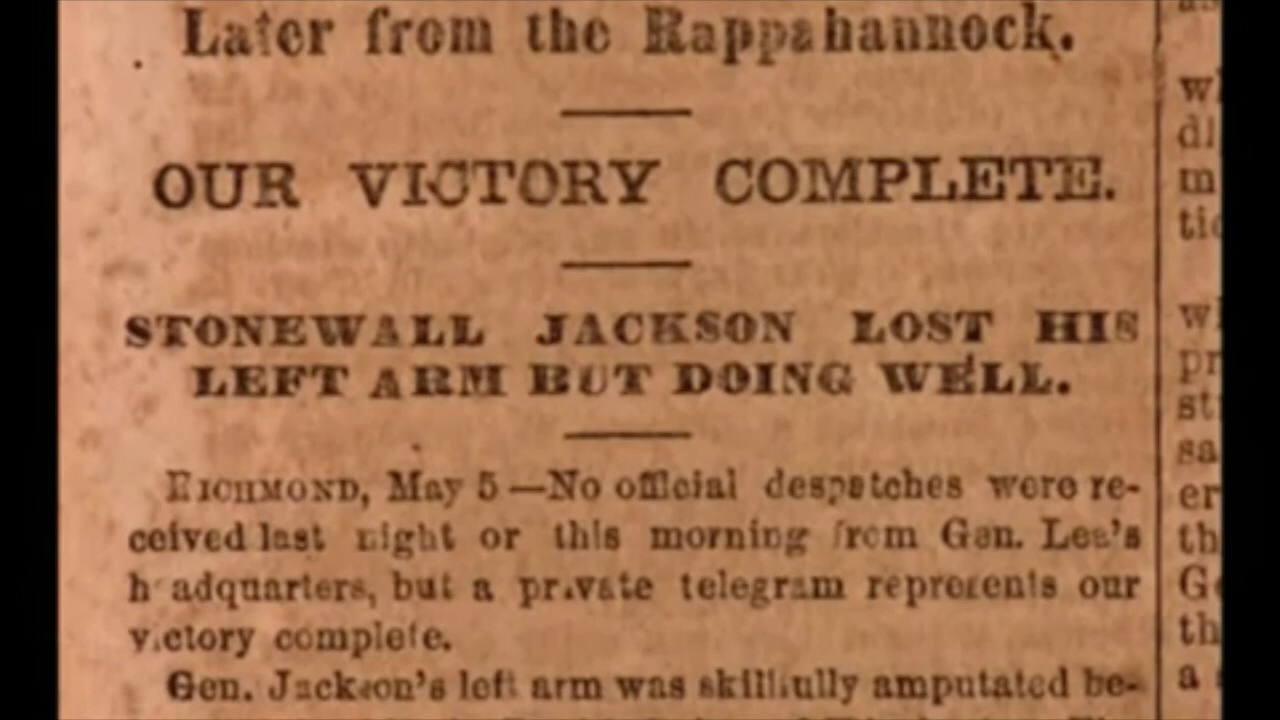 Later from the Rappahannock.
OUR VICTORY COMPLETE.
STONEWALL JACKSON LOST HIS
LEFT ARM BUT DOING WELL.
RICHMOND, May 5—No official despatches were re-
ceived last night or this morning from Gen. Lee's
headquarters, but a private telegram represents our
victory complete.
Gen. Jackson's left arm was skillfully amputated be-